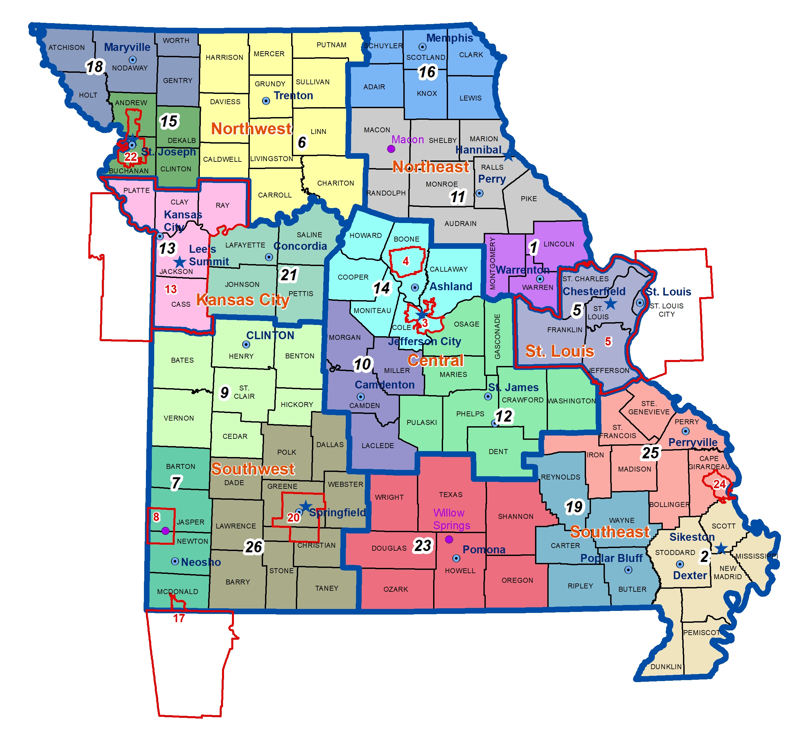 ATCHISON
Maryville
NODAWAY
WORTH
HARRISON
MERCER
PUTNAM
SCHUYLER
Memphis
SCOTLAND
CLARK
18
GENTRY
GRUNDY
SULLIVAN
16
HOLT
ANDREW
DAVIESS
Trenton
ADAIR
KNOX
LEWIS
15
DEKALB
Northwest
6
LINN
MACON
Macon
SHELBY
MARION
Hannibal
St. Joseph
22
BUCHANAN
CLINTON
CALDWELL
LIVINGSTON
CHARITON
Northeast
RALLS
Perry
MONROE
11
RANDOLPH
PIKE
PLATTE
CLAY
RAY
CARROLL
AUDRAIN
Kansas
City
SALINE
HOWARD
BOONE
13
Lee's
Summit
LAFAYETTE
Concordia
4
MONTGOMERY
1
LINCOLN
JACKSON
21
COOPER
14
CALLAWAY
Warrenton
WARREN
ST. CHARLES
Chesterfield
St. Louis
13
JOHNSON
PETTIS
Ashland
5
ST.
LOUIS
ST. LOUIS
CITY
CASS
Kansas City
MONITEAU
COLE
3
OSAGE
GASCONADE
FRANKLIN
5
CLINTON
HENRY
BENTON
MORGAN
Jefferson City
St. Louis
BATES
10
MILLER
Central
MARIES
JEFFERSON
9
ST.
CLAIR
Camdenton
CAMDEN
St. James
CRAWFORD
WASHINGTON
HICKORY
PULASKI
PHELPS
12
STE.
GENEVIEVE
VERNON
PERRY
CEDAR
LACLEDE
DENT
ST.
FRANCOIS
25
Perryville
POLK
DALLAS
IRON
CAPE
GIRARDEAU
BARTON
Southwest
MADISON
7
DADE
GREENE
WEBSTER
WRIGHT
TEXAS
REYNOLDS
24
8
JASPER
20
Springfield
Willow
Springs
SHANNON
19
WAYNE
BOLLINGER
LAWRENCE
Southeast
SCOTT
NEWTON
26
CHRISTIAN
DOUGLAS
23
Pomona
CARTER
Sikeston
STODDARD
2
MISSISSIPPI
Neosho
STONE
HOWELL
Poplar Bluff
Dexter
NEW
MADRID
MCDONALD
BARRY
TANEY
OZARK
OREGON
RIPLEY
BUTLER
17
PEMISCOT
DUNKLIN